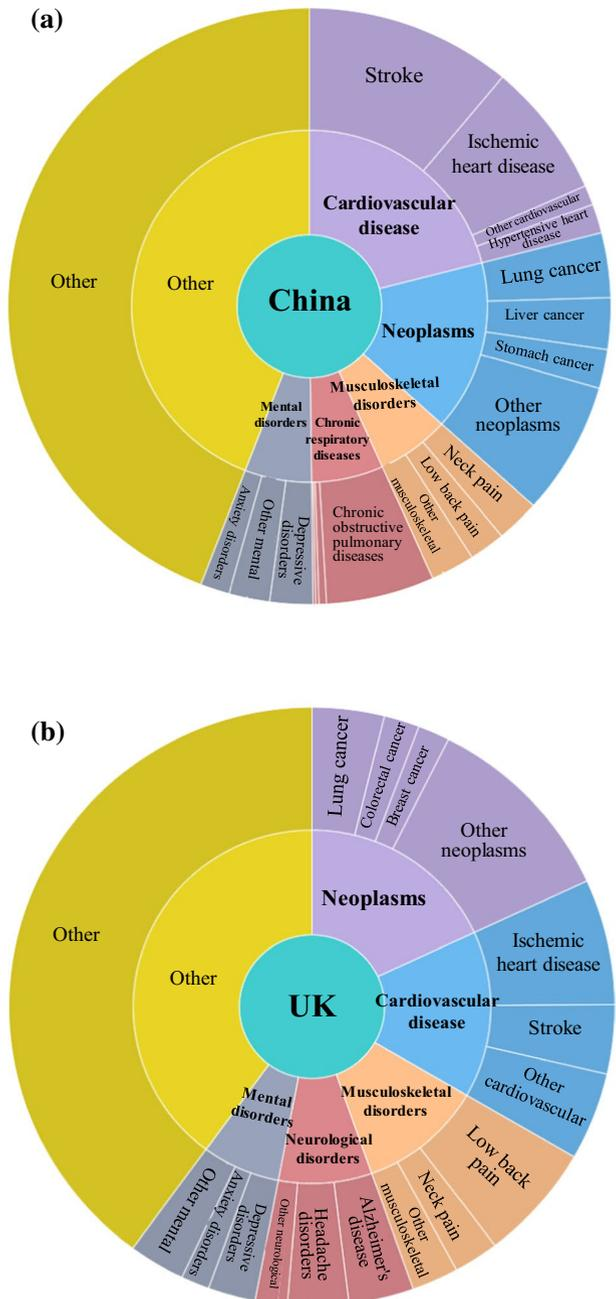 (a)
Stroke
Ischemic
heart disease
Other cardiovascular
Hypertensive heart
disease
Cardiovascular
disease
Other
Other
China
Lung cancer
Neoplasms
Liver cancer
Stomach cancer
Other
neoplasms
Musculoskeletal
disorders
Mental
disorders
Chronic
respiratory
diseases
Neck pain
Low back pain
Other
musculoskeletal
Chronic
obstructive
pulmonary
diseases
Depressive
disorders
Other mental
Anxiety disorders
(b)
Lung cancer
Colorectal cancer
Breast cancer
Other
neoplasms
Neoplasms
Other
Other
UK
Ischemic
heart disease
Cardiovascular
disease
Stroke
Other
cardiovascular
Musculoskeletal
disorders
Mental
disorders
Neurological
disorders
Low back
pain
Neck pain
Other
musculoskeletal
Alzheimer's
disease
Headache
disorders
Other neurological
Depressive
disorders
Anxiety disorders
Other mental